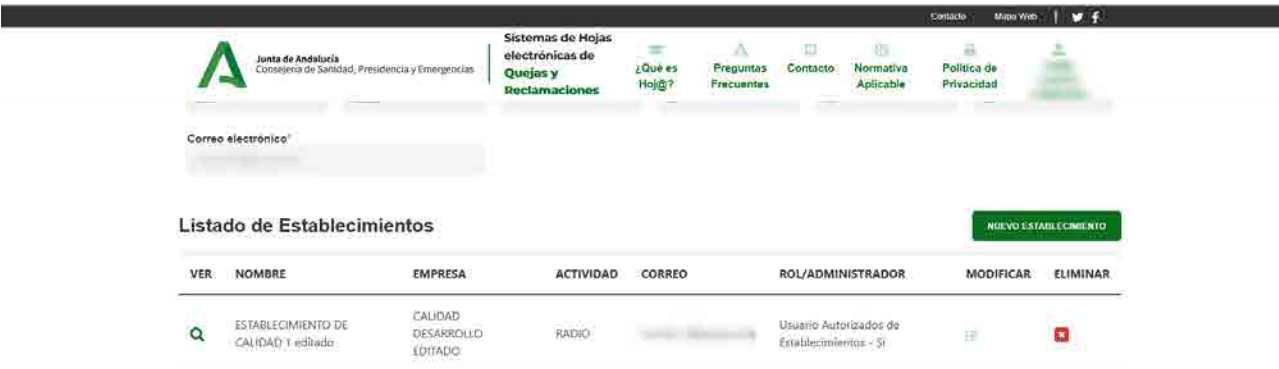 Contacto Mapa Web
Junta de Andalucía
Consejería de Sanidad, Presidencia y Emergencias
Sistemas de Hojas
electrónicas de
Quejas y
Reclamaciones
¿Qué es
Hoj@?
Preguntas
Frecuentes
Contacto
Normativa
Aplicable
Política de
Privacidad
Correo electrónico*
Listado de Establecimientos
NUEVO ESTABLECIMIENTO
VER NOMBRE EMPRESA ACTIVIDAD CORREO ROL/ADMINISTRADOR MODIFICAR ELIMINAR
ESTABLECIMIENTO DE
CALIDAD 1 editado
CALIDAD
DESARROLLO
EDITADO
RADIO
Usuario Autorizados de
Establecimientos - Si